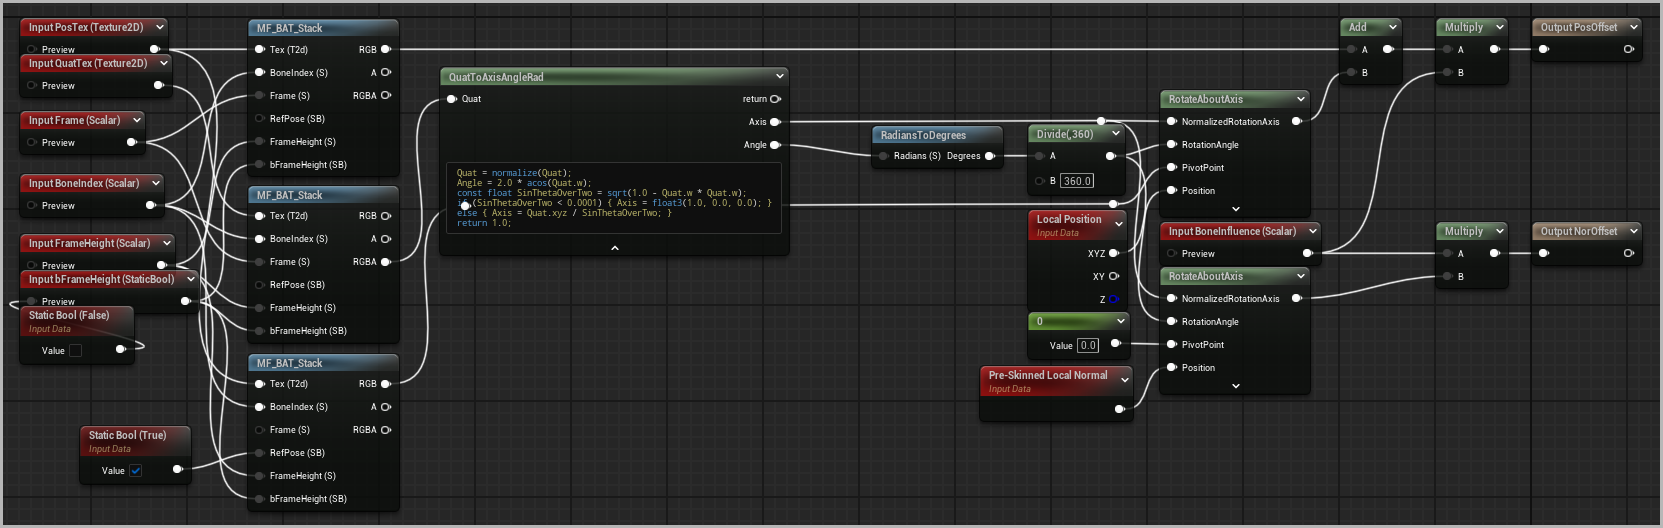 Input PosTex (Texture2D)
Preview
Input QuatTex (Texture2D)
Preview
Input Frame (Scalar)
Preview
Input BoneIndex (Scalar)
Preview
Input FrameHeight (Scalar)
Preview
Input bFrameHeight (StaticBool)
Preview
Static Bool (False)
Input Data
Value
Static Bool (True)
Input Data
Value
MF_BAT_Stack
Tex (T2d) RGB
BoneIndex (S) A
Frame (S) RGBA
RefPose (SB)
FrameHeight (S)
bFrameHeight (SB)
MF_BAT_Stack
Tex (T2d) RGB
BoneIndex (S) A
Frame (S) RGBA
RefPose (SB)
FrameHeight (S)
bFrameHeight (SB)
MF_BAT_Stack
Tex (T2d) RGB
BoneIndex (S) A
Frame (S) RGBA
RefPose (SB)
FrameHeight (S)
bFrameHeight (SB)
QuatToAxisAngleRad
Quat return
Axis
Angle
Quat = normalize(Quat);
Angle = 2.0 * acos(Quat.w);
const float SinThetaOverTwo = sqrt(1.0 - Quat.w * Quat.w);
(SinThetaOverTwo < 0.0001) { Axis = float3(1.0, 0.0, 0.0); }
else { Axis = Quat.xyz / SinThetaOverTwo; }
return 1.0;
RadiansToDegrees
Radians (S) Degrees
Divide(,360)
A
B 360.0
Local Position
Input Data
XYZ
XY
Z
0
Value 0.0
Pre-Skinned Local Normal
Input Data
RotateAboutAxis
NormalizedRotationAxis
RotationAngle
PivotPoint
Position
Input BoneInfluence (Scalar)
Preview
RotateAboutAxis
NormalizedRotationAxis
RotationAngle
PivotPoint
Position
Add
A
B
Multiply
A
B
Output PosOffset
Multiply
A
B
Output NorOffset